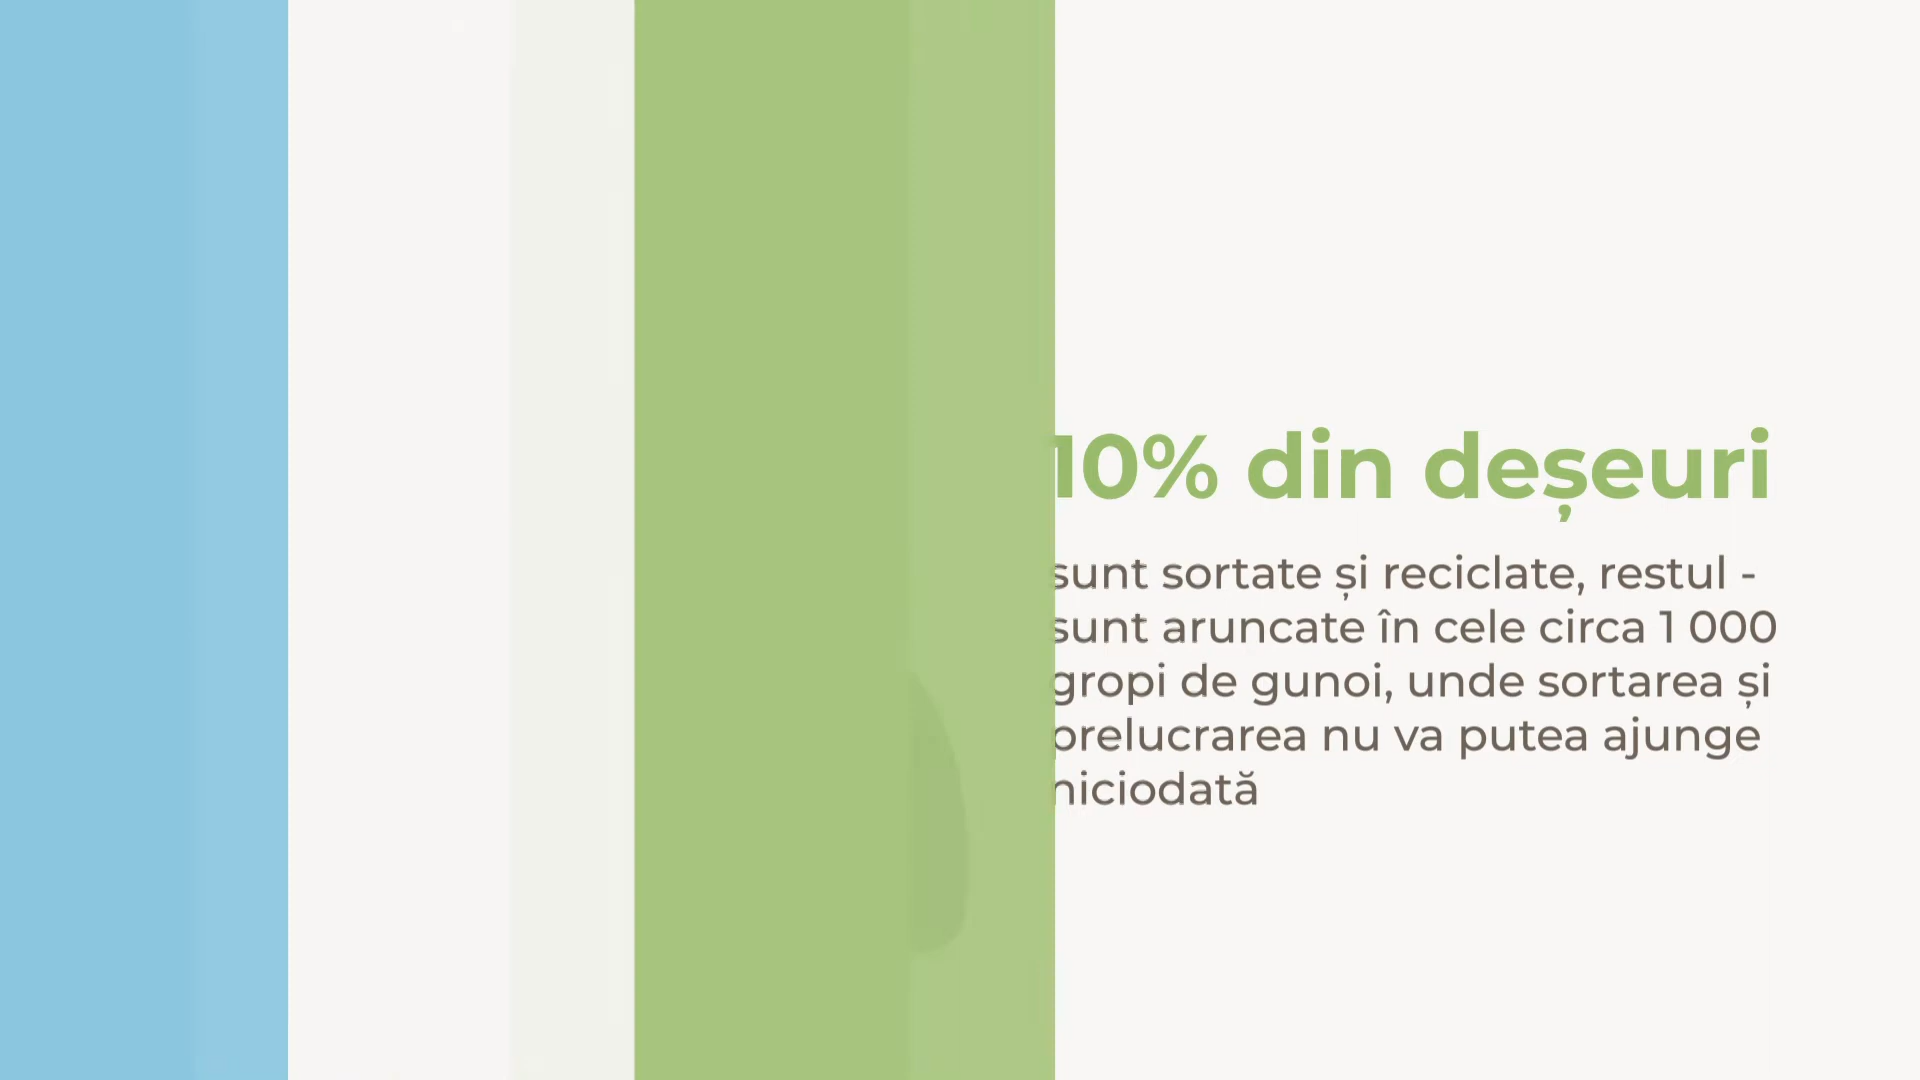 10% din deșeuri
sunt sortate și reciclate, restul -
sunt aruncate în cele circa 1 000
gropi de gunoi, unde sortarea și
prelucrarea nu va putea ajunge
niciodată